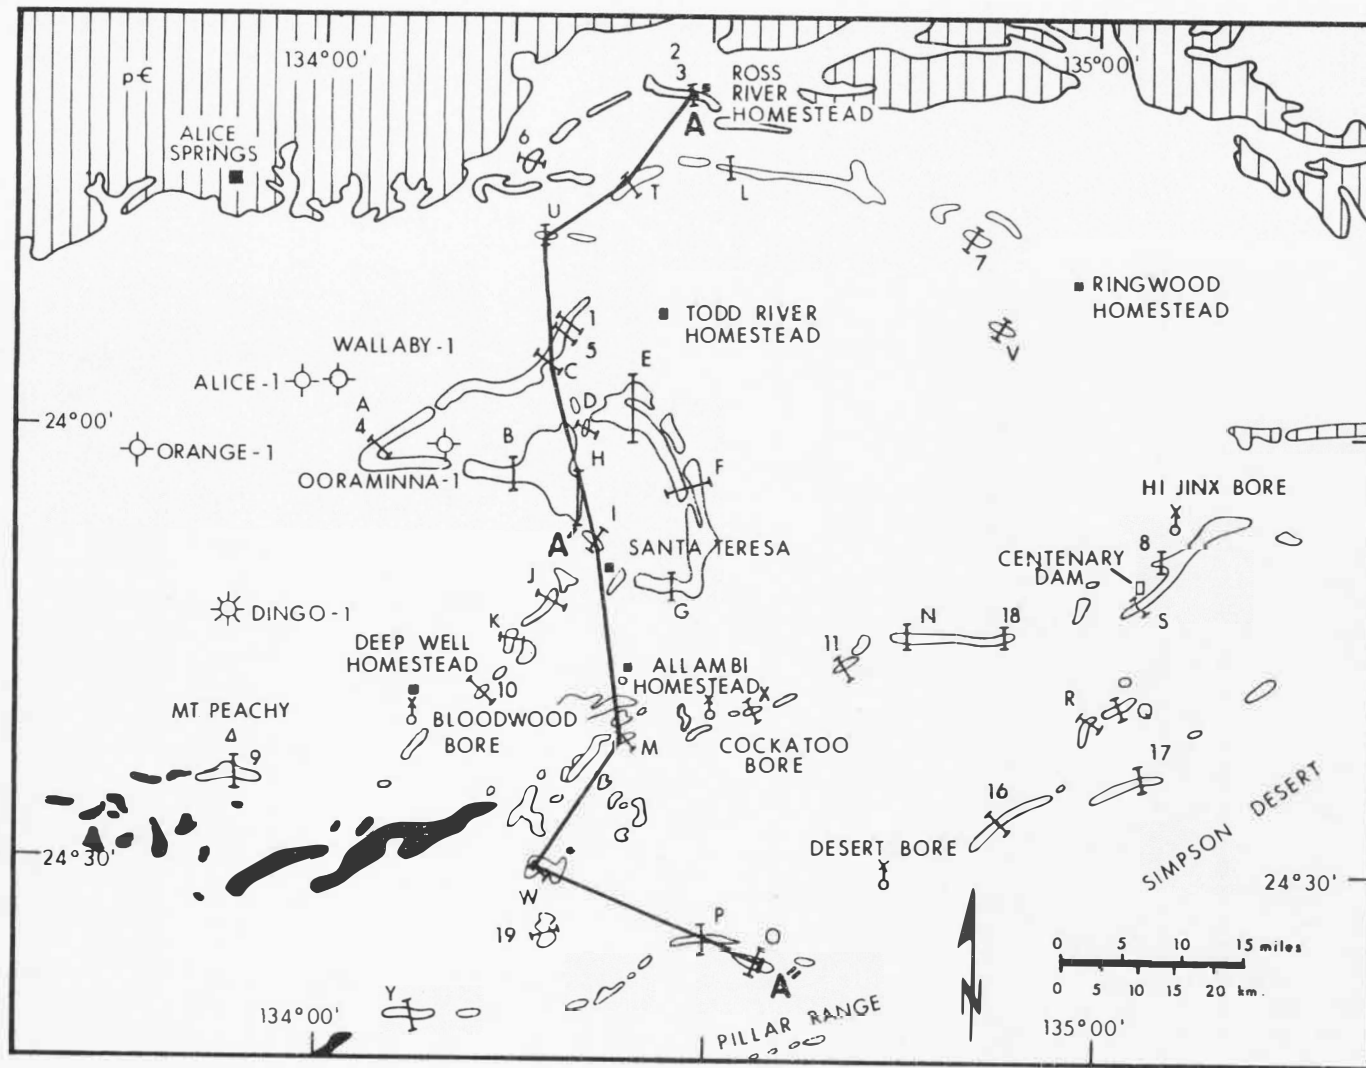 134°00'
135°00'
p€
2
3
ROSS
RIVER
HOMESTEAD
A
ALICE
SPRINGS
6
T
L
U
7
RINGWOOD
HOMESTEAD
1
TODD RIVER
HOMESTEAD
V
WALLABY-1
5
E
C
ALICE-1
A
4
D
24°00'
B
H
F
ORANGE-1
OORAMINNA-1
HI JINX BORE
I
A'
SANTA TERESA
8
CENTENARY
DAM
J
G
DINGO-1
S
N
18
K
11
DEEP WELL
HOMESTEAD
10
ALLAMBI
HOMESTEAD
X
R
Q
MT PEACHY
BLOODWOOD
BORE
M
COCKATOO
BORE
9
17
16
SIMPSON DESERT
24°30'
DESERT BORE
24°30'
W
P
19
O
A"
0 5 10 15 miles
0 5 10 15 20 km.
Y
134°00'
N
135°00'
PILLAR RANGE